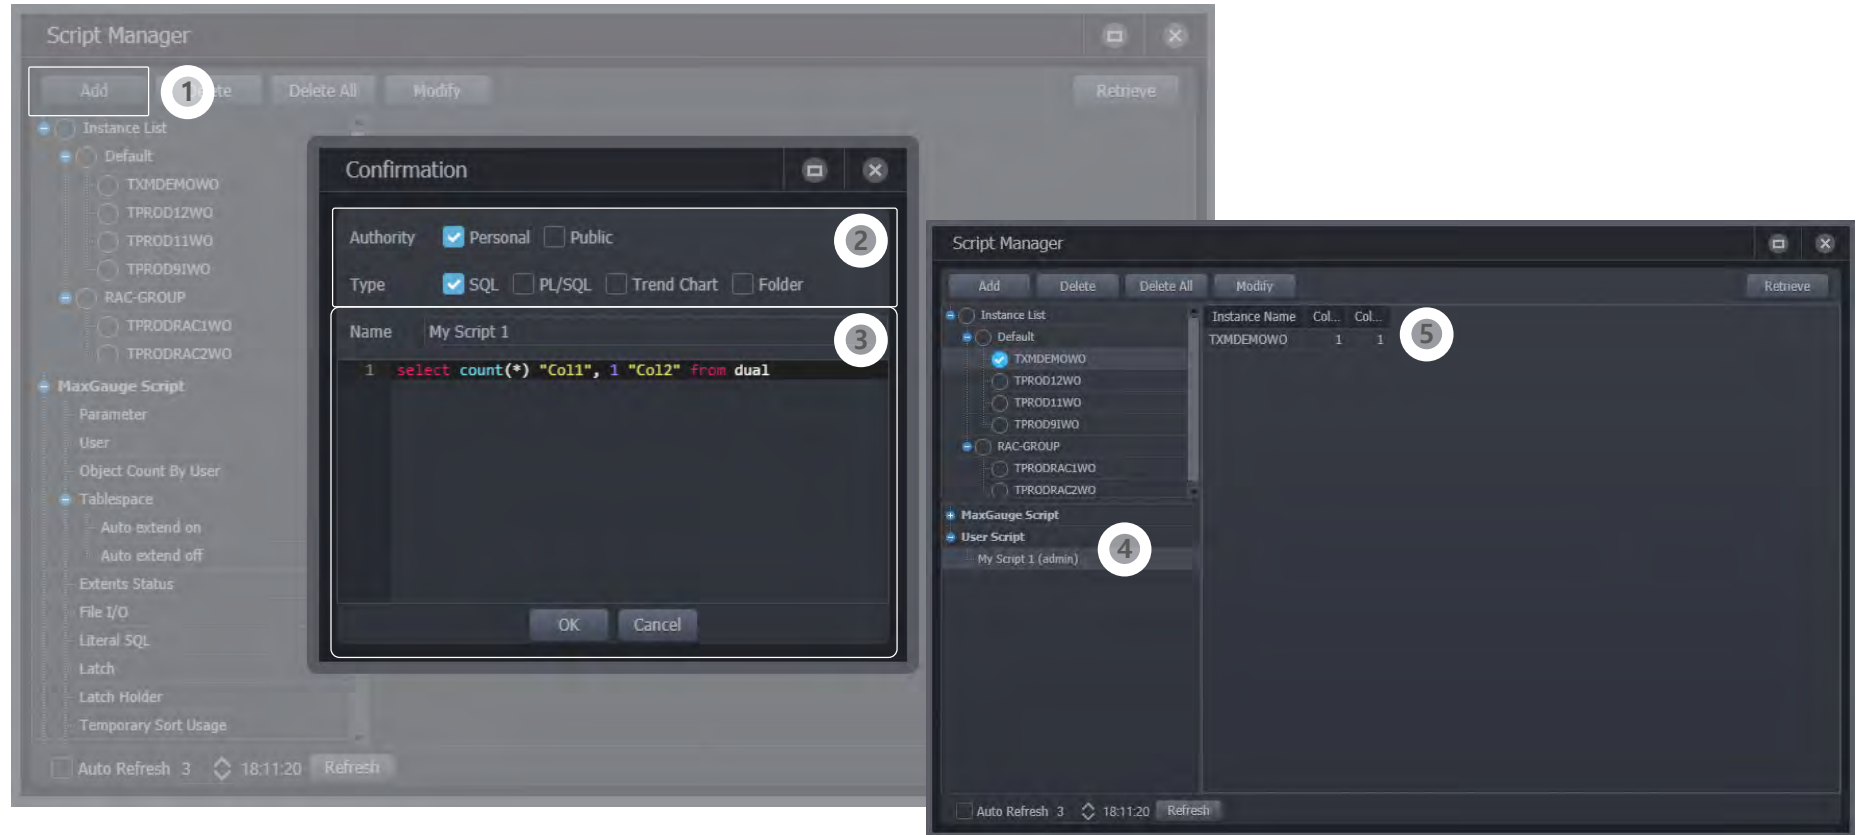 Script Manager
Add
1
Delete All
Modify
Retrieve
Instance List
Default
TXMDEMOWO
TPROD12WO
TPROD11WO
TPROD9IWO
RAC-GROUP
TPRODRAC1WO
TPRODRAC2WO
MaxGauge Script
Parameter
User
Object Count By User
Tablespace
Auto extend on
Auto extend off
Extents Status
File I/O
Literal SQL
Latch
Latch Holder
Temporary Sort Usage
Auto Refresh 3 18:11:20 Refresh
Confirmation
Authority Personal Public
2
Type SQL PL/SQL Trend Chart Folder
Name My Script 1
3
1 select count(*) "Col1", 1 "Col2" from dual
OK Cancel
Script Manager
Add Delete Delete All Modify Retrieve
Instance List
Default
TXMDEMOWO
TPROD12WO
TPROD11WO
TPROD9IWO
RAC-GROUP
TPRODRAC1WO
TPRODRAC2WO
MaxGauge Script
User Script
My Script 1 (admin)
4
Instance Name Col... Col...
TXMDEMOWO 1 1
5
Auto Refresh 3 18:11:20 Refresh